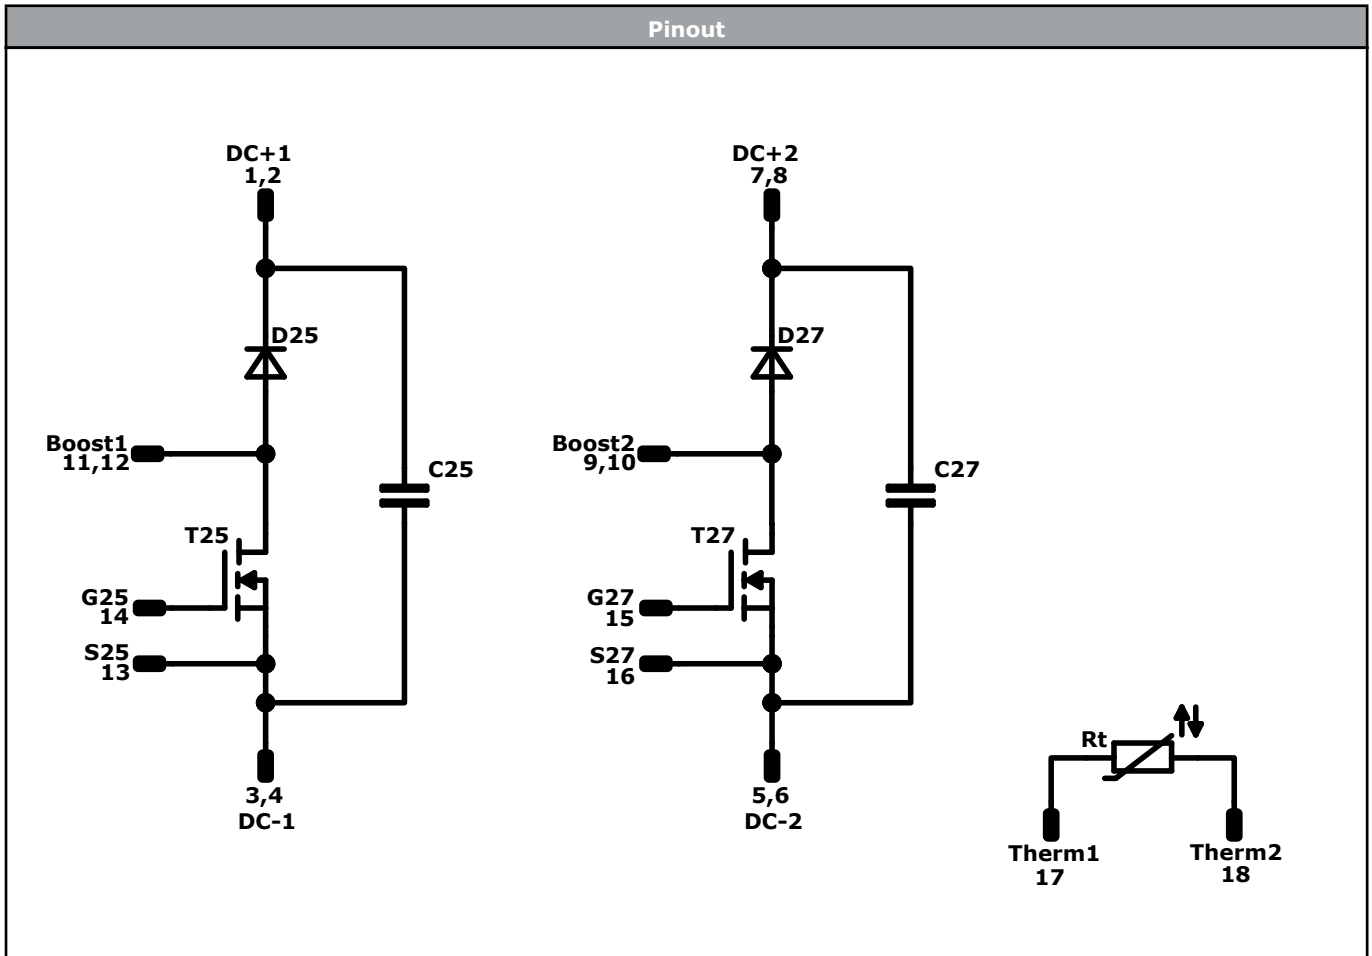 Pinout
DC+1
1,2
DC+2
7,8
D25
D27
Boost1
11,12
Boost2
9,10
C25
C27
T25
T27
G25
14
G27
15
S25
13
S27
16
Rt
3,4
DC-1
5,6
DC-2
Therm1
17
Therm2
18